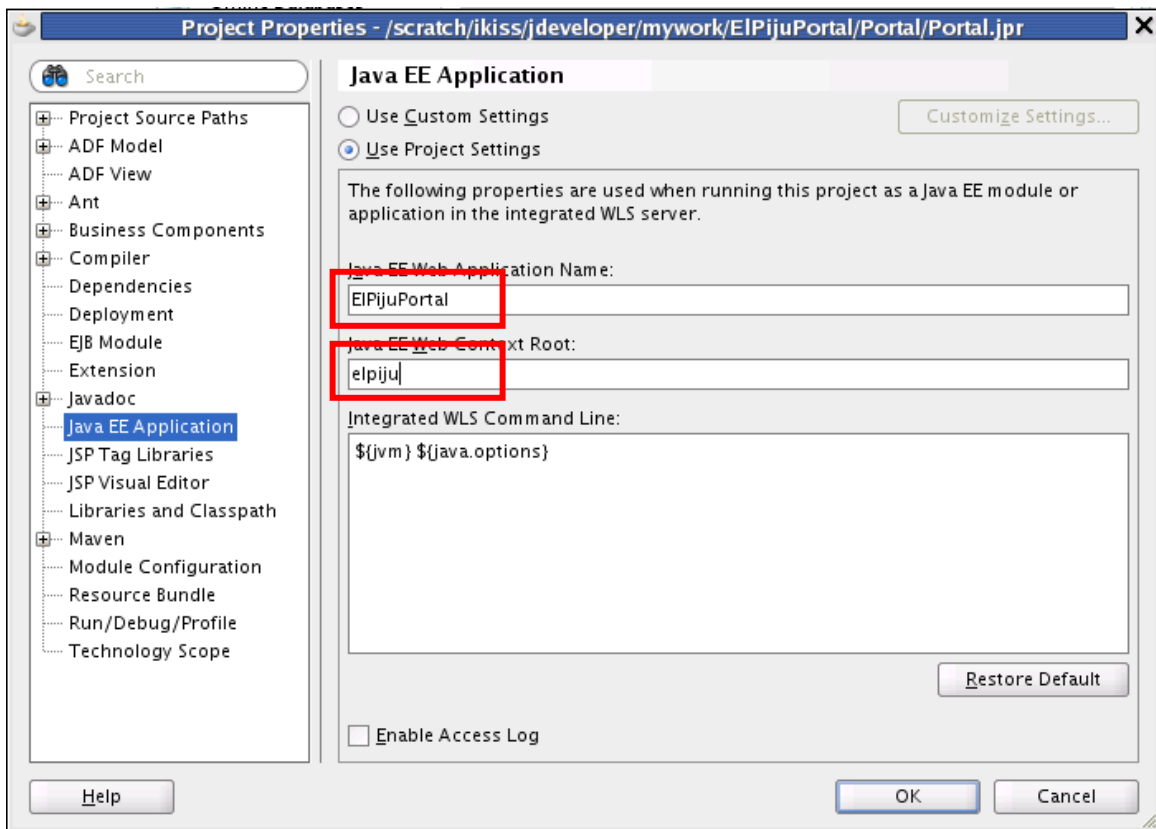 Online Databases
Project Properties - /scratch/ikiss/jdeveloper/mywork/ElPijuPortal/Portal/Portal.jpr
Search
Project Source Paths
ADF Model
ADF View
Ant
Business Components
Compiler
Dependencies
Deployment
EJB Module
Extension
Javadoc
Java EE Application
JSP Tag Libraries
JSP Visual Editor
Libraries and Classpath
Maven
Module Configuration
Resource Bundle
Run/Debug/Profile
Technology Scope
Java EE Application
Use Custom Settings
Customize Settings...
Use Project Settings
The following properties are used when running this project as a Java EE module or
application in the integrated WLS server.
Java EE Web Application Name:
ElPijuPortal
Java EE Web Context Root:
elpiju
Integrated WLS Command Line:
${jvm} ${java.options}
Restore Default
Enable Access Log
Help
OK
Cancel